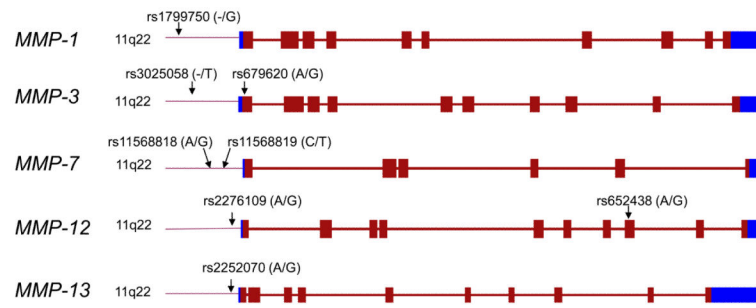 rs1799750 (-/G)
MMP-1 11q22
rs3025058 (-/T) rs679620 (A/G)
MMP-3 11q22
rs11568818 (A/G) rs11568819 (C/T)
MMP-7 11q22
rs2276109 (A/G) rs652438 (A/G)
MMP-12 11q22
rs2252070 (A/G)
MMP-13 11q22